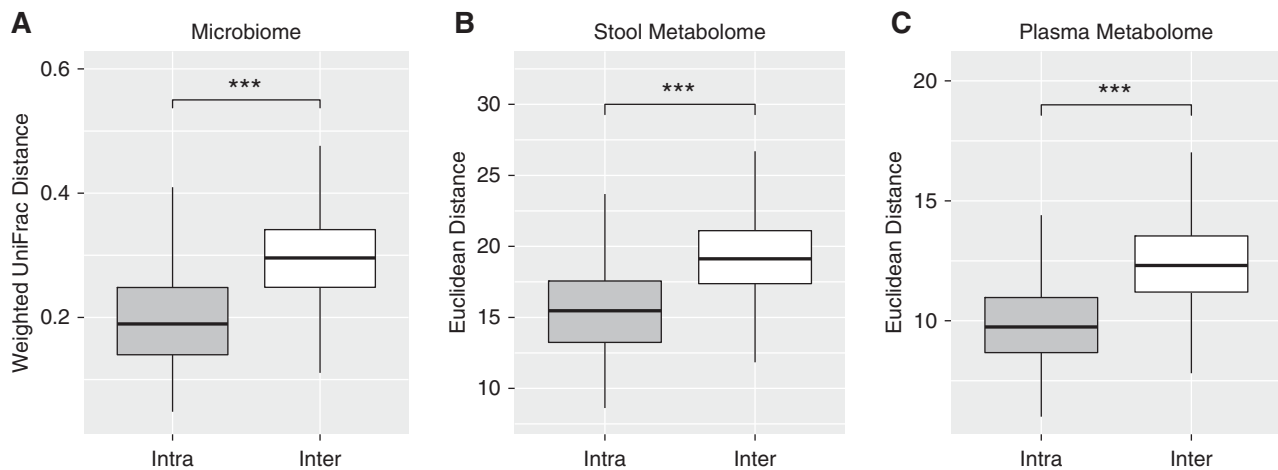 A
Microbiome
Weighted UniFrac Distance
0.6
0.4
0.2
***
Intra
Inter
B
Stool Metabolome
Euclidean Distance
30
25
20
15
10
***
Intra
Inter
C
Plasma Metabolome
Euclidean Distance
20
15
10
***
Intra
Inter